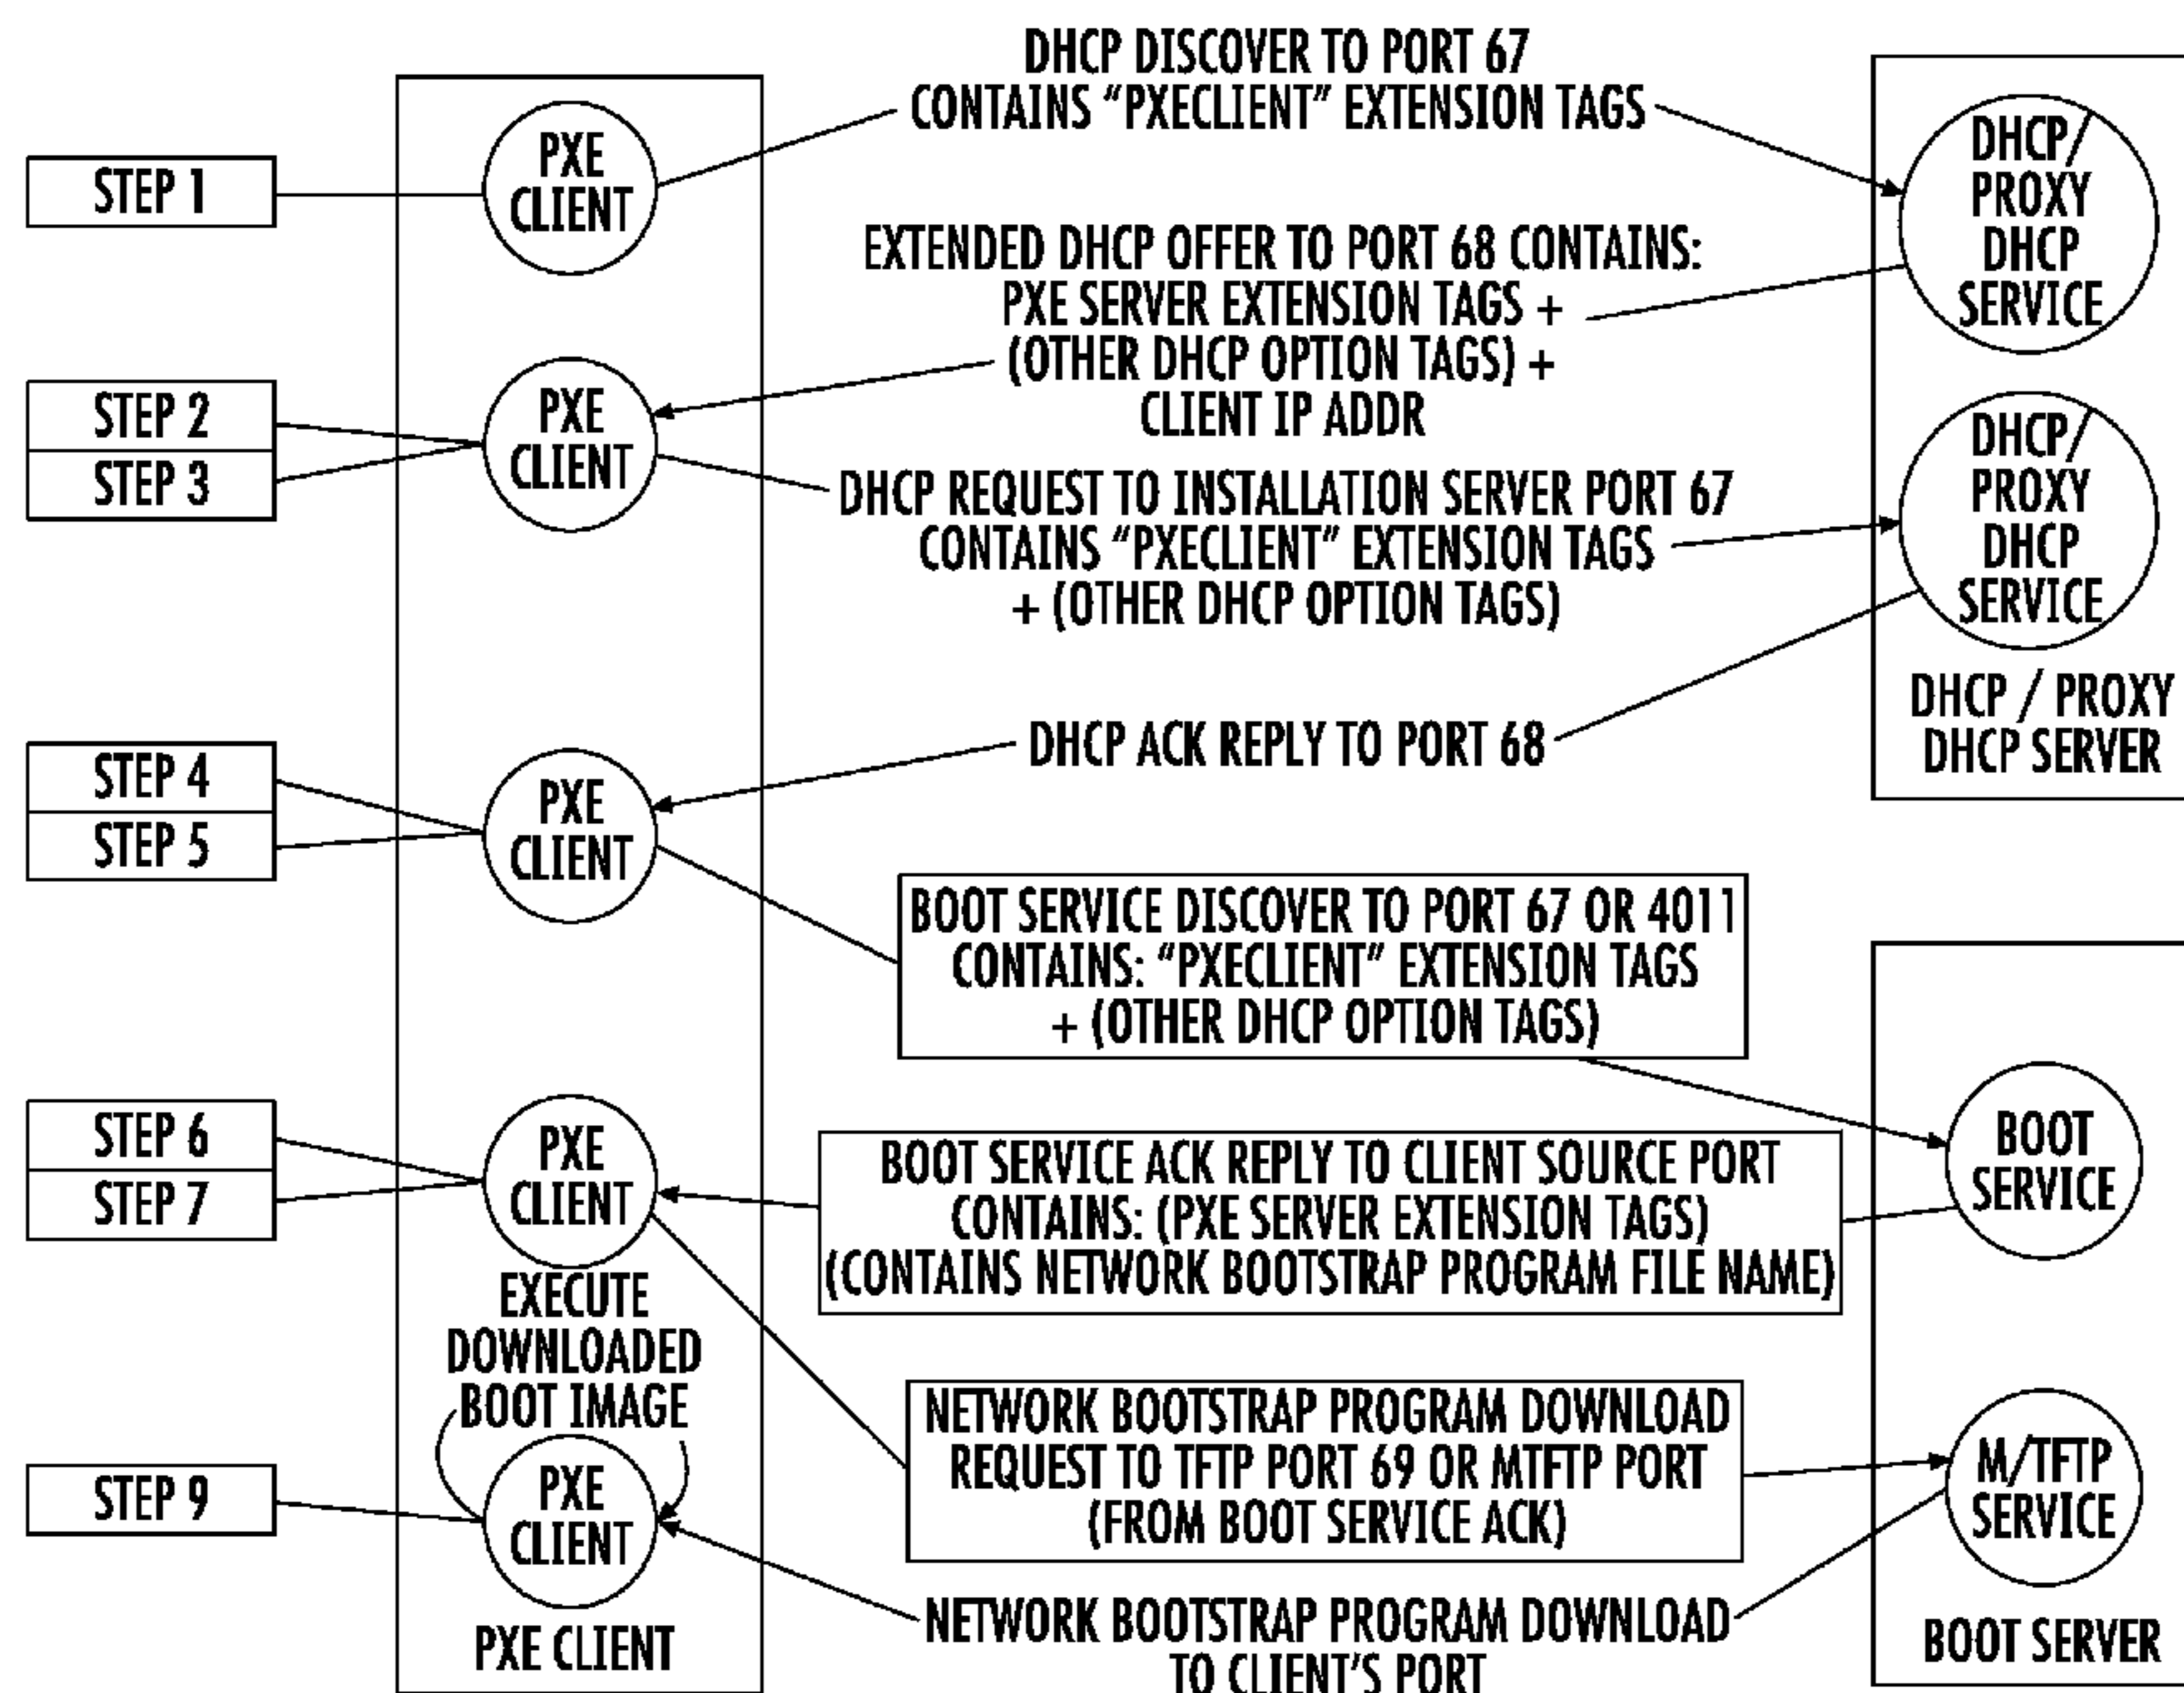 DHCP DISCOVER TO PORT 67
CONTAINS "PXECLIENT" EXTENSION TAGS
STEP 1
PXE
CLIENT
DHCP/
PROXY
DHCP
SERVICE
EXTENDED DHCP OFFER TO PORT 68 CONTAINS:
PXE SERVER EXTENSION TAGS +
(OTHER DHCP OPTION TAGS) +
CLIENT IP ADDR
STEP 2
STEP 3
PXE
CLIENT
DHCP REQUEST TO INSTALLATION SERVER PORT 67
CONTAINS "PXECLIENT" EXTENSION TAGS
+ (OTHER DHCP OPTION TAGS)
DHCP/
PROXY
DHCP
SERVICE
DHCP / PROXY
DHCP SERVER
DHCP ACK REPLY TO PORT 68
STEP 4
STEP 5
PXE
CLIENT
BOOT SERVICE DISCOVER TO PORT 67 OR 4011
CONTAINS: "PXECLIENT" EXTENSION TAGS
+ (OTHER DHCP OPTION TAGS)
BOOT
SERVICE
STEP 6
STEP 7
PXE
CLIENT
BOOT SERVICE ACK REPLY TO CLIENT SOURCE PORT
CONTAINS: (PXE SERVER EXTENSION TAGS)
(CONTAINS NETWORK BOOTSTRAP PROGRAM FILE NAME)
EXECUTE
DOWNLOADED
BOOT IMAGE
NETWORK BOOTSTRAP PROGRAM DOWNLOAD
REQUEST TO TFTP PORT 69 OR MTFTP PORT
(FROM BOOT SERVICE ACK)
M/TFTP
SERVICE
STEP 9
PXE
CLIENT
PXE CLIENT
NETWORK BOOTSTRAP PROGRAM DOWNLOAD
TO CLIENT'S PORT
BOOT SERVER